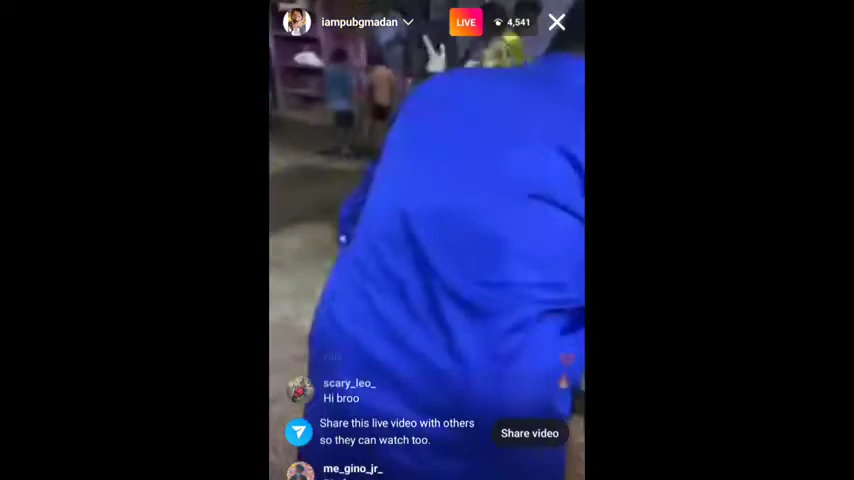 iampubgmadan
LIVE
4,541
scary_leo_
Hi broo
Share this live video with others
so they can watch too.
Share video
me_gino_jr_